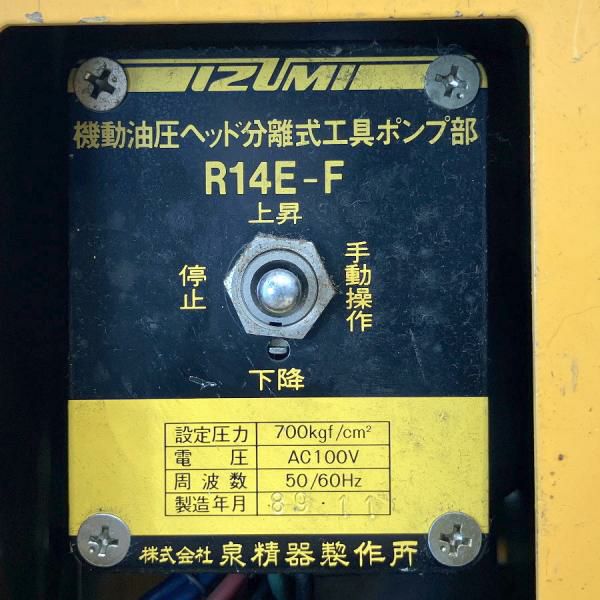 IZUMI
機動油圧ヘッド分離式工具ポンプ部
R14E-F
上昇
停止
手動操作
下降
設定圧力 700kgf/cm²
電圧 AC100V
周波数 50/60Hz
製造年月 89.11
株式会社 泉精器製作所